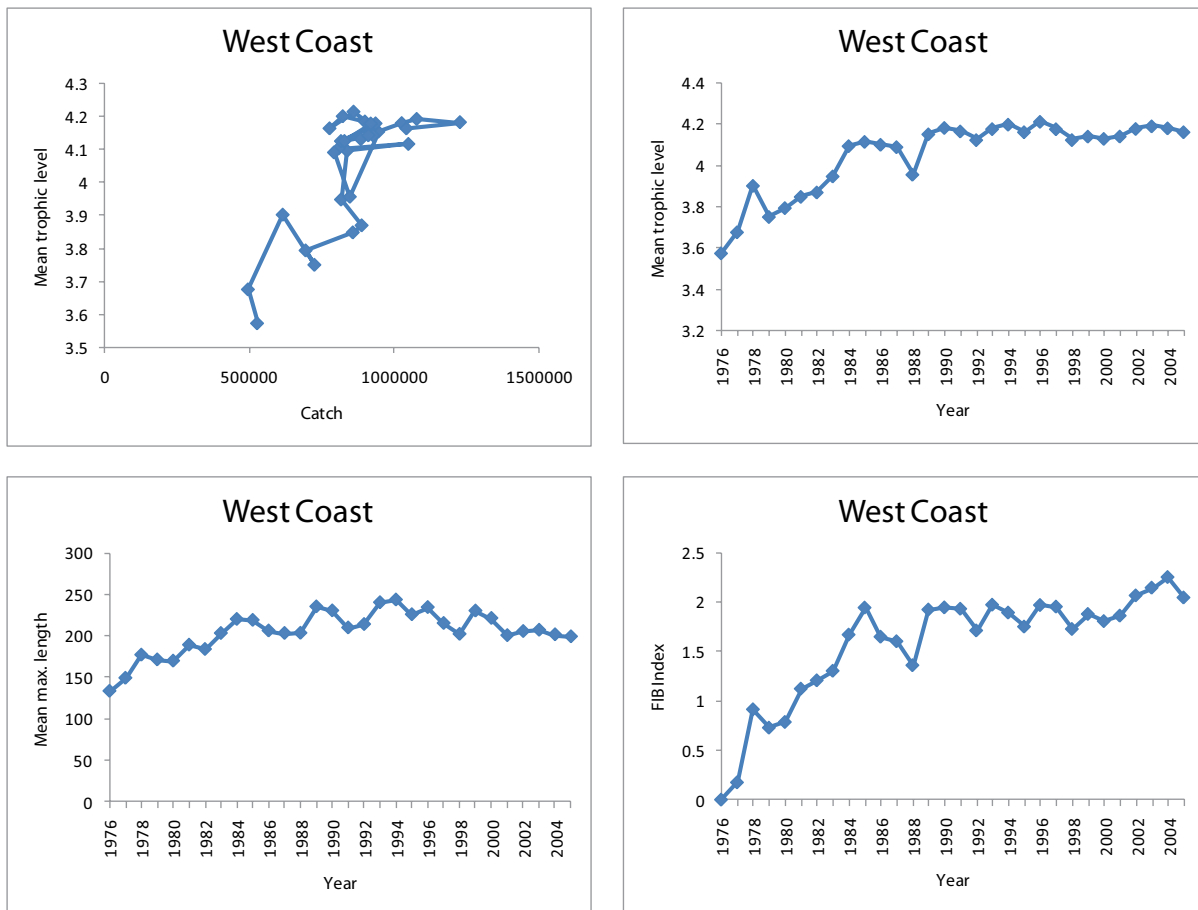 West Coast
4.3
4.2
4.1
4
3.9
3.8
3.7
3.6
3.5
Mean trophic level
0 500000 1000000 1500000
Catch
West Coast
4.4
4.2
4.0
3.8
3.6
3.4
3.2
Mean trophic level
1976 1978 1980 1982 1984 1986 1988 1990 1992 1994 1996 1998 2000 2002 2004
Year
West Coast
300
250
200
150
100
50
0
Mean max. length
1976 1978 1980 1982 1984 1986 1988 1990 1992 1994 1996 1998 2000 2002 2004
Year
West Coast
2.5
2
1.5
1
0.5
0
FIB Index
1976 1978 1980 1982 1984 1986 1988 1990 1992 1994 1996 1998 2000 2002 2004
Year